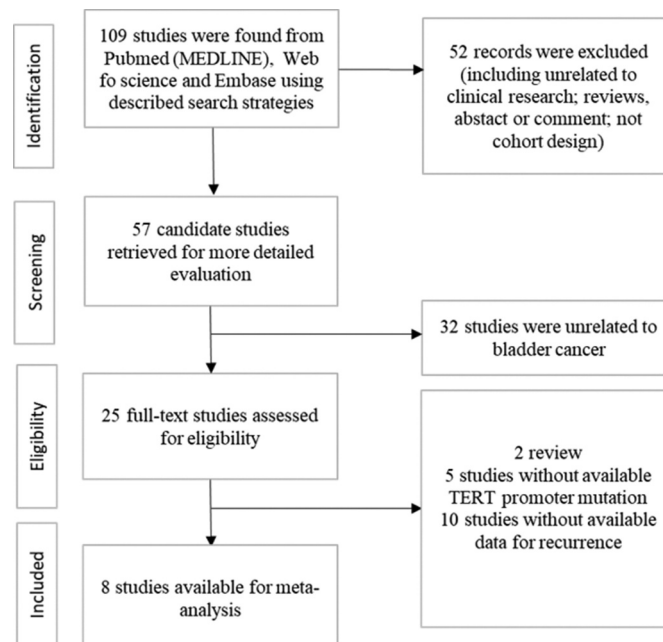 Identification
109 studies were found from
Pubmed (MEDLINE), Web
fo science and Embase using
described search strategies
52 records were excluded
(including unrelated to
clinical research; reviews,
abstact or comment; not
cohort design)
Screening
57 candidate studies
retrieved for more detailed
evaluation
32 studies were unrelated to
bladder cancer
Eligibility
25 full-text studies assessed
for eligibility
2 review
5 studies without available
TERT promoter mutation
10 studies without available
data for recurrence
Included
8 studies available for meta-
analysis